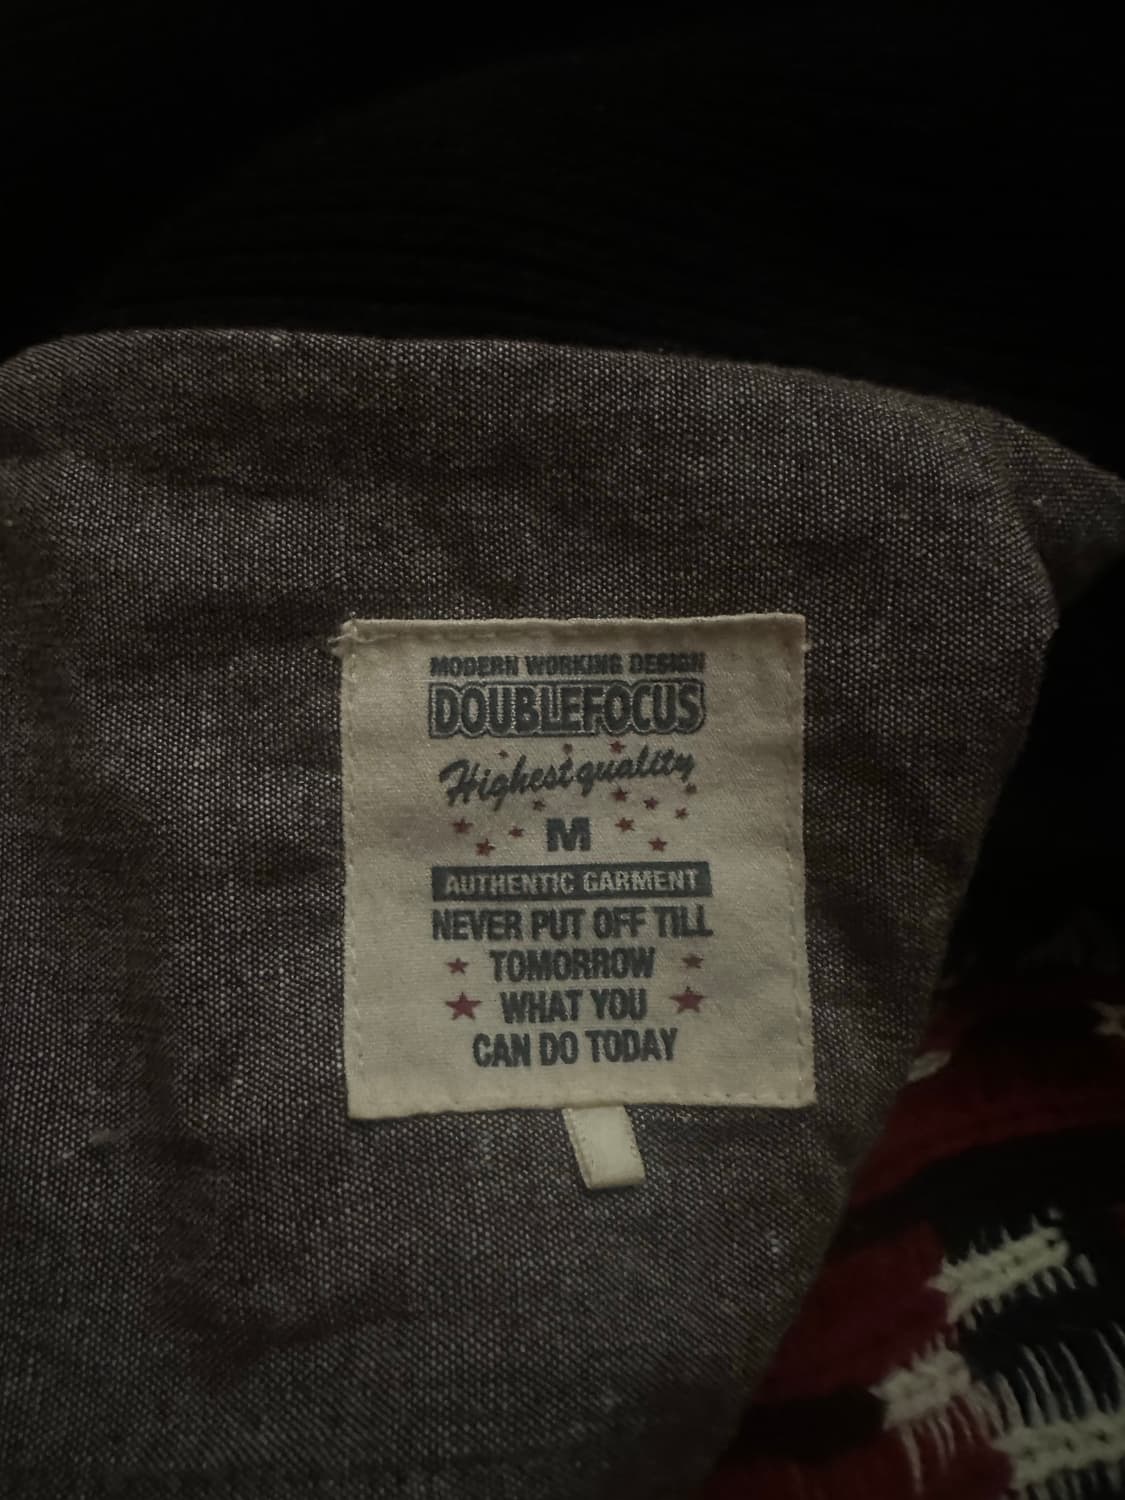 MODERN WORKING DESIGN
DOUBLEFOCUS
Highest quality
M
AUTHENTIC GARMENT
NEVER PUT OFF TILL
TOMORROW
WHAT YOU
CAN DO TODAY